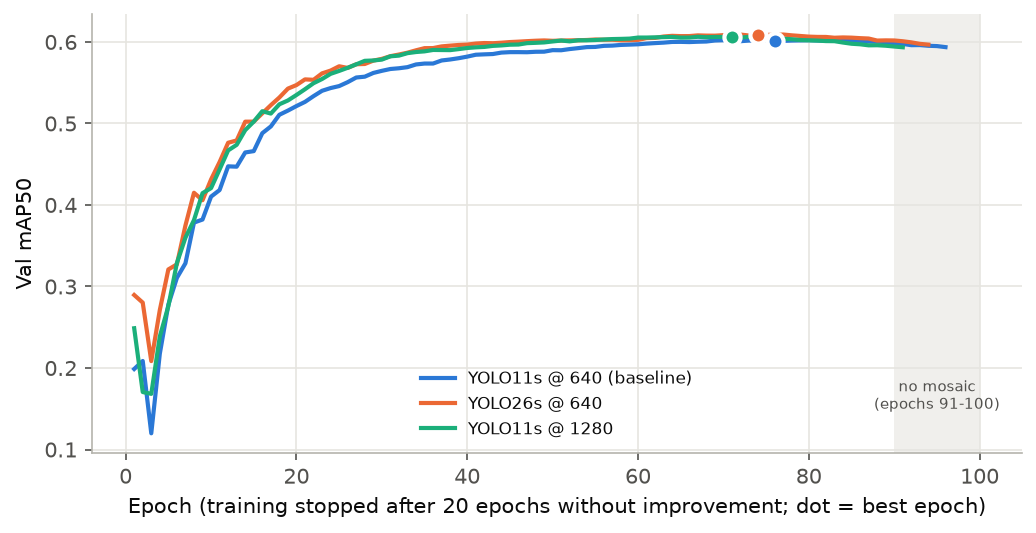 0.6
0.5
0.4
0.3
0.2
0.1
Val mAP50
YOLO11s @ 640 (baseline)
YOLO26s @ 640
YOLO11s @ 1280
no mosaic
(epochs 91-100)
0 20 40 60 80 100
Epoch (training stopped after 20 epochs without improvement; dot = best epoch)